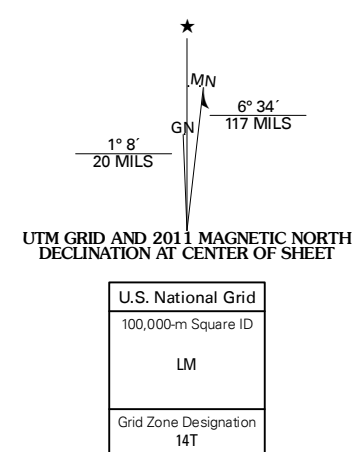 ★
MN
6° 34´
117 MILS
GN
1° 8´
20 MILS
UTM GRID AND 2011 MAGNETIC NORTH
DECLINATION AT CENTER OF SHEET
U.S. National Grid
100,000-m Square ID
LM
Grid Zone Designation
14T